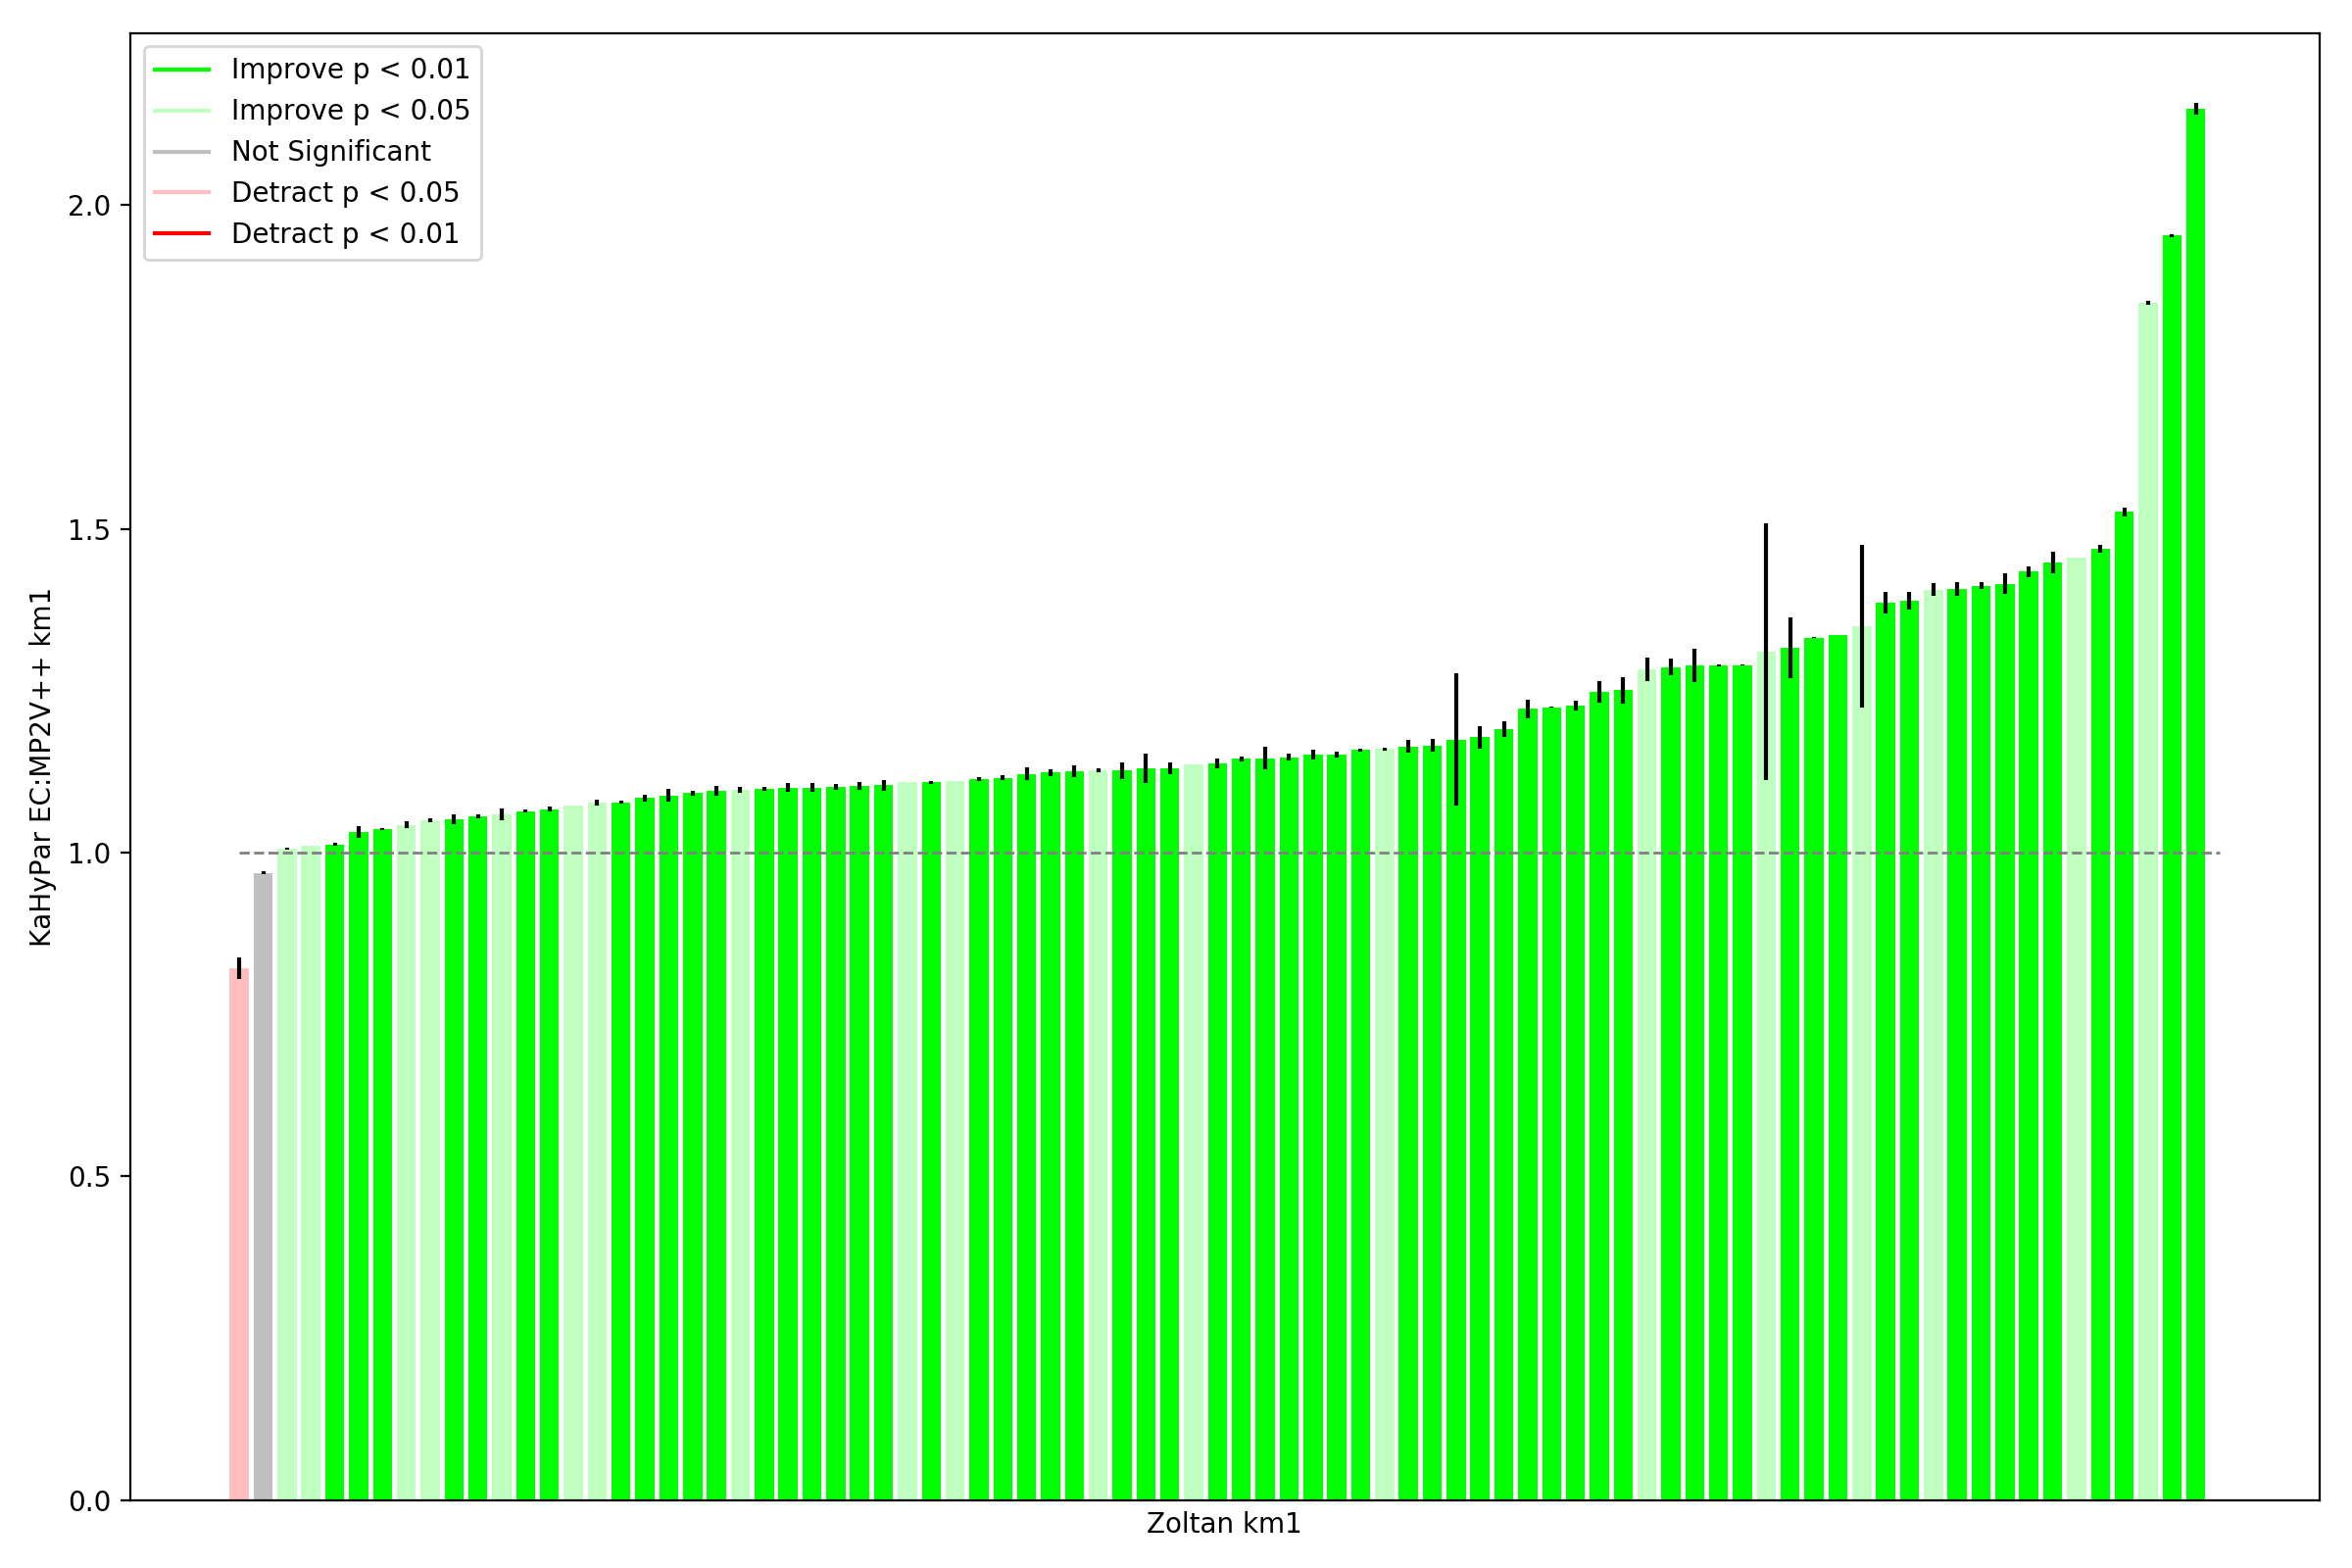 Improve p < 0.01
Improve p < 0.05
Not Significant
Detract p < 0.05
Detract p < 0.01
2.0
1.5
1.0
0.5
0.0
KaHyPar EC:MP2V++ km1
Zoltan km1